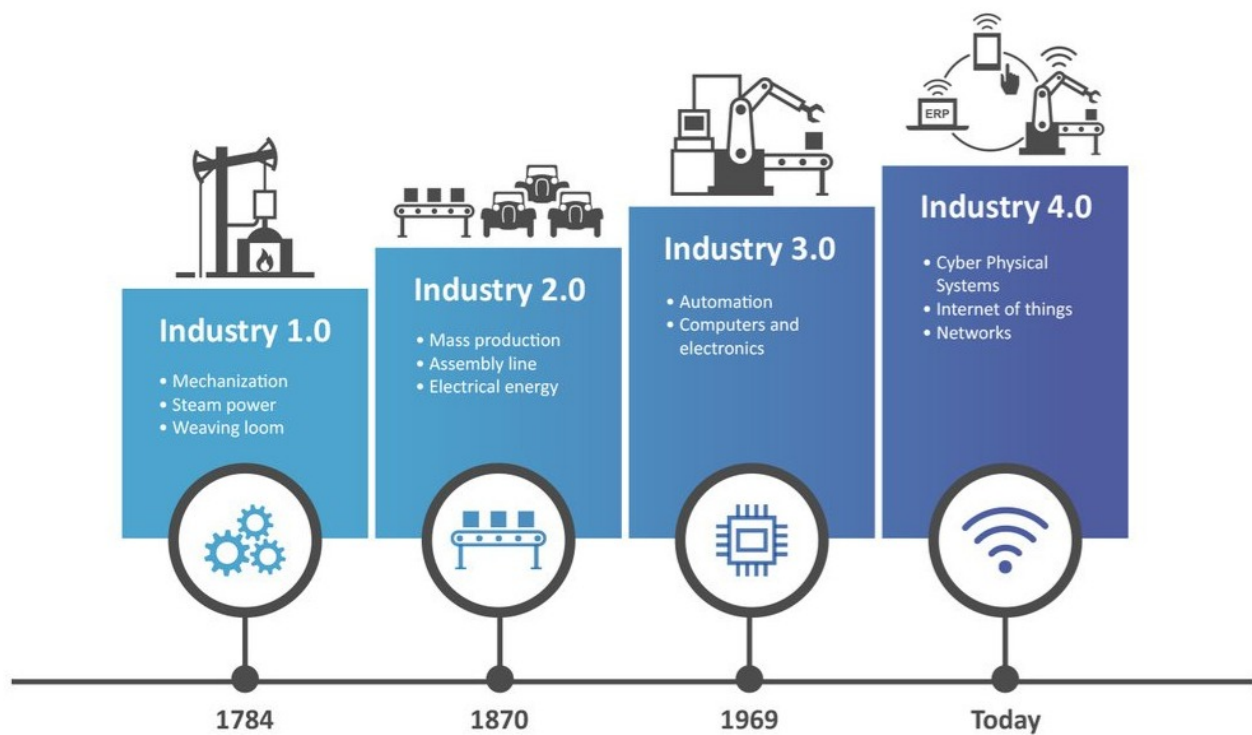 ERP
Industry 1.0
• Mechanization
• Steam power
• Weaving loom
Industry 2.0
• Mass production
• Assembly line
• Electrical energy
Industry 3.0
• Automation
• Computers and
electronics
Industry 4.0
• Cyber Physical
Systems
• Internet of things
• Networks
1784
1870
1969
Today